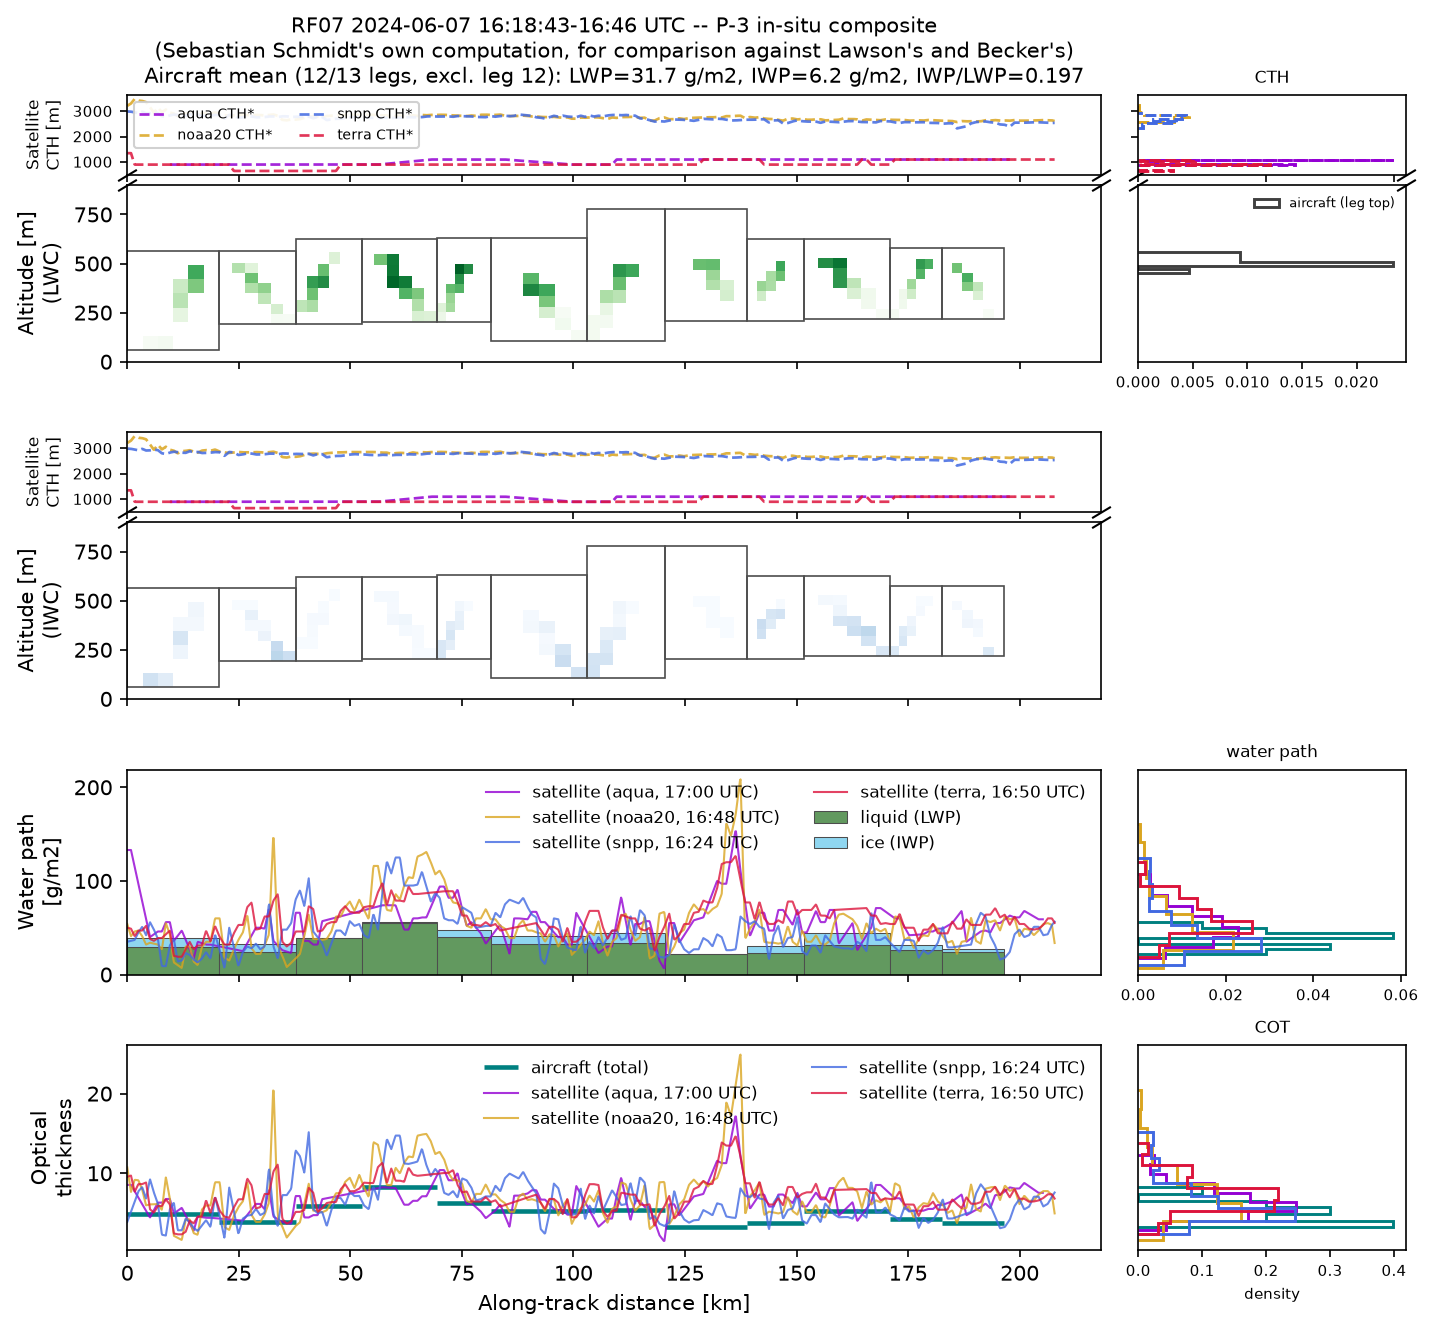 RF07 2024-06-07 16:18:43-16:46 UTC -- P-3 in-situ composite
(Sebastian Schmidt's own computation, for comparison against Lawson's and Becker's)
Aircraft mean (12/13 legs, excl. leg 12): LWP=31.7 g/m2, IWP=6.2 g/m2, IWP/LWP=0.197
CTH
Satellite
CTH [m]
3000
2000
1000
aqua CTH*
noaa20 CTH*
snpp CTH*
terra CTH*
Altitude [m]
(LWC)
750
500
250
0
aircraft (leg top)
0.000 0.005 0.010 0.015 0.020
Satellite
CTH [m]
3000
2000
1000
Altitude [m]
(IWC)
750
500
250
0
water path
Water path
[g/m2]
200
100
0
satellite (aqua, 17:00 UTC)
satellite (noaa20, 16:48 UTC)
satellite (snpp, 16:24 UTC)
satellite (terra, 16:50 UTC)
liquid (LWP)
ice (IWP)
0.00 0.02 0.04 0.06
COT
Optical
thickness
20
10
aircraft (total)
satellite (aqua, 17:00 UTC)
satellite (noaa20, 16:48 UTC)
satellite (snpp, 16:24 UTC)
satellite (terra, 16:50 UTC)
0 25 50 75 100 125 150 175 200
Along-track distance [km]
0.0 0.1 0.2 0.3 0.4
density